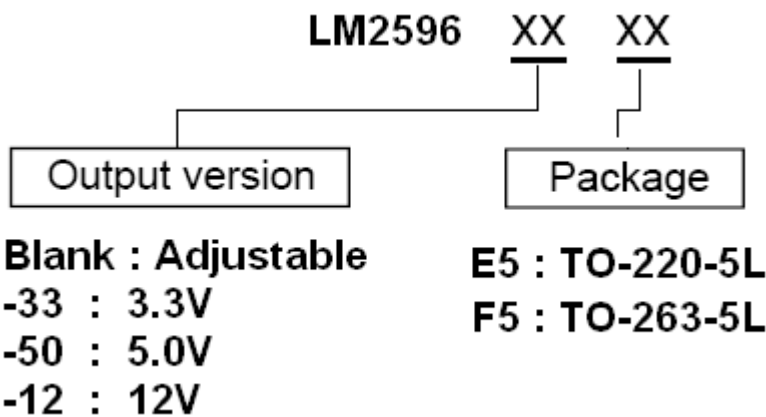 LM2596 XX XX
Output version
Package
Blank : Adjustable
-33 : 3.3V
-50 : 5.0V
-12 : 12V
E5 : TO-220-5L
F5 : TO-263-5L